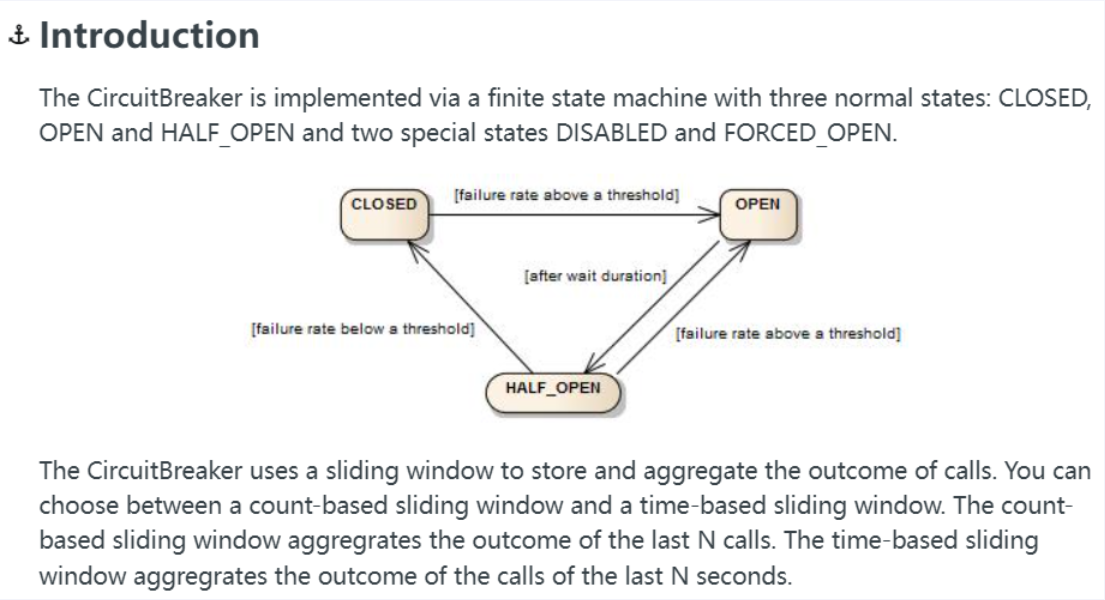 Introduction
The CircuitBreaker is implemented via a finite state machine with three normal states: CLOSED,
OPEN and HALF_OPEN and two special states DISABLED and FORCED_OPEN.
[failure rate above a threshold]
CLOSED
OPEN
[after wait duration]
[failure rate below a threshold]
[failure rate above a threshold]
HALF_OPEN
The CircuitBreaker uses a sliding window to store and aggregate the outcome of calls. You can
choose between a count-based sliding window and a time-based sliding window. The count-
based sliding window aggregrates the outcome of the last N calls. The time-based sliding
window aggregrates the outcome of the calls of the last N seconds.